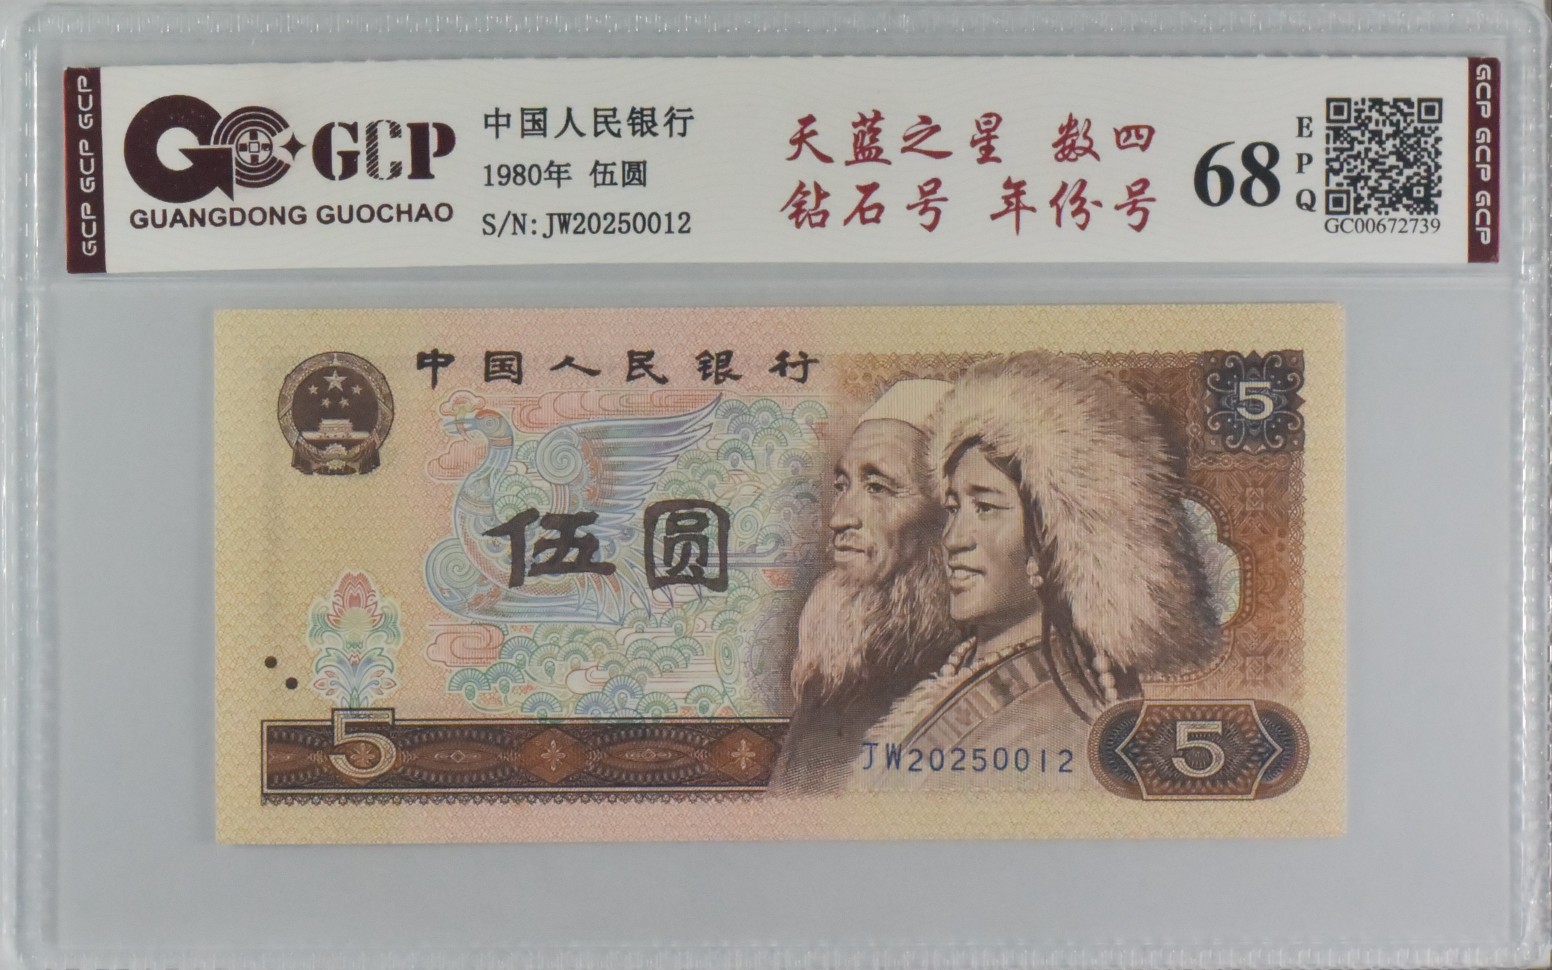 GCP GCP GCP
GCP
GUANGDONG GUOCHAO
中国人民银行
1980年 伍圆
S/N:JW20250012
天蓝之星 数四
钻石号 年份号
68
EPQ
GC00672739
GCP GCP GCP
中国人民银行
5
伍圆
5
JW20250012
5